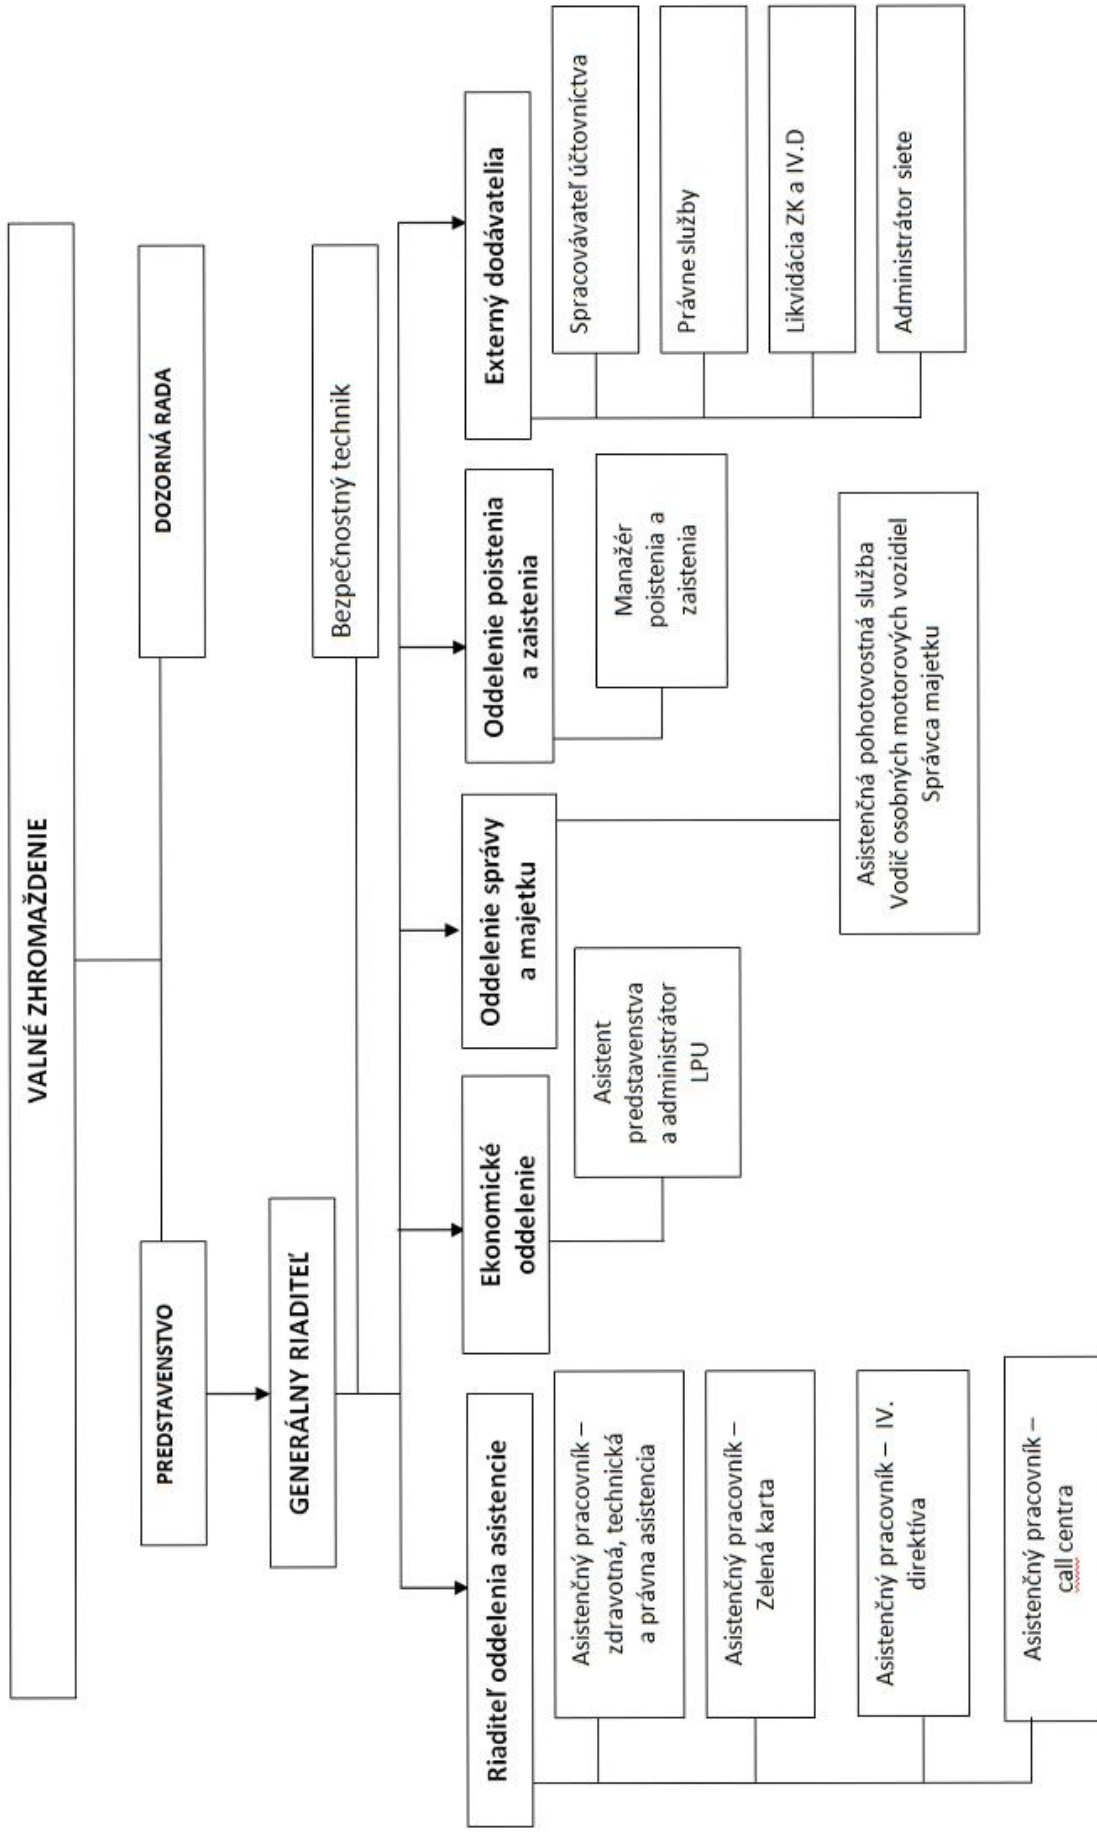 VALNÉ ZHROMAŽDENIE
PREDSTAVENSTVO
DOZORNÁ RADA
GENERÁLNY RIADITEĽ
Bezpečnostný technik
Riaditeľ oddelenia asistencie
Ekonomické
oddelenie
Oddelenie správy
a majetku
Oddelenie poistenia
a zaistenia
Externý dodávatelia
Asistenčný pracovník –
zdravotná, technická
a právna asistencia
Asistenčný pracovník –
Zelená karta
Asistenčný pracovník – IV.
direktíva
Asistenčný pracovník –
call centra
Asistent
predstavenstva
a administrátor
LPU
Asistenčná pohotovostná služba
Vodič osobných motorových vozidiel
Správca majetku
Manažér
poistenia a
zaistenia
Spracovávateľ účtovníctva
Právne služby
Likvidácia ZK a IV.D
Administrátor siete